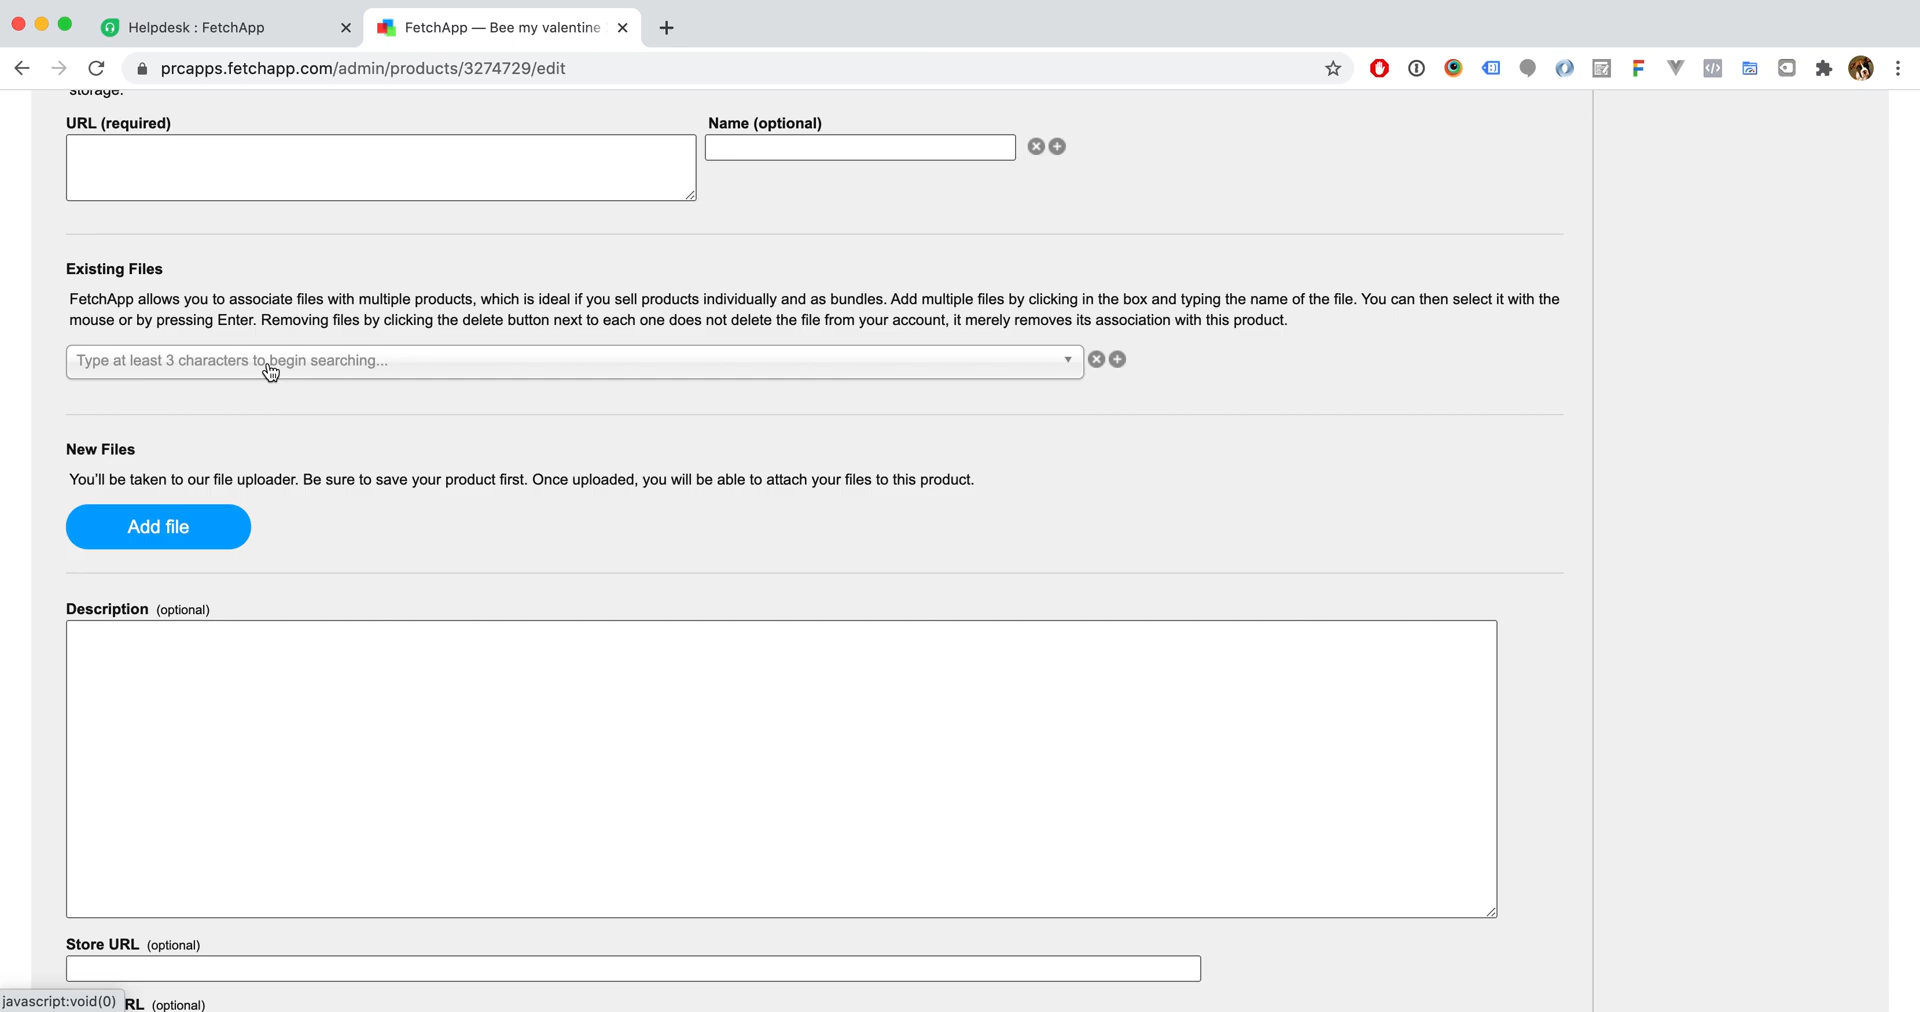 Helpdesk : FetchApp
FetchApp — Bee my valentine
prcapps.fetchapp.com/admin/products/3274729/edit
storage.
URL (required)
Name (optional)
Existing Files
FetchApp allows you to associate files with multiple products, which is ideal if you sell products individually and as bundles. Add multiple files by clicking in the box and typing the name of the file. You can then select it with the
mouse or by pressing Enter. Removing files by clicking the delete button next to each one does not delete the file from your account, it merely removes its association with this product.
Type at least 3 characters to begin searching...
New Files
You'll be taken to our file uploader. Be sure to save your product first. Once uploaded, you will be able to attach your files to this product.
Add file
Description (optional)
Store URL (optional)
javascript:void(0)
RL (optional)